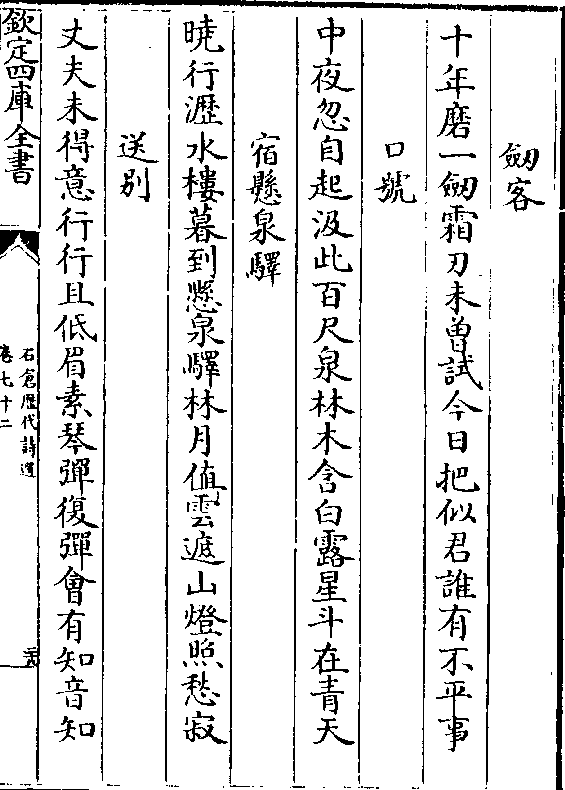 劒客
十年磨一劒霜刃未曾試今日把似君誰有不平事
口號
中夜忽自起汲此百尺泉林木含白露星斗在青天
宿懸泉驛
曉行瀝水樓暮到懸泉驛林月値雲遮山燈照愁寂
送别
丈夫未得意行行且低眉素琴彈復彈會有知音知
欽定四庫全書
石倉歴代詩選
卷七十二